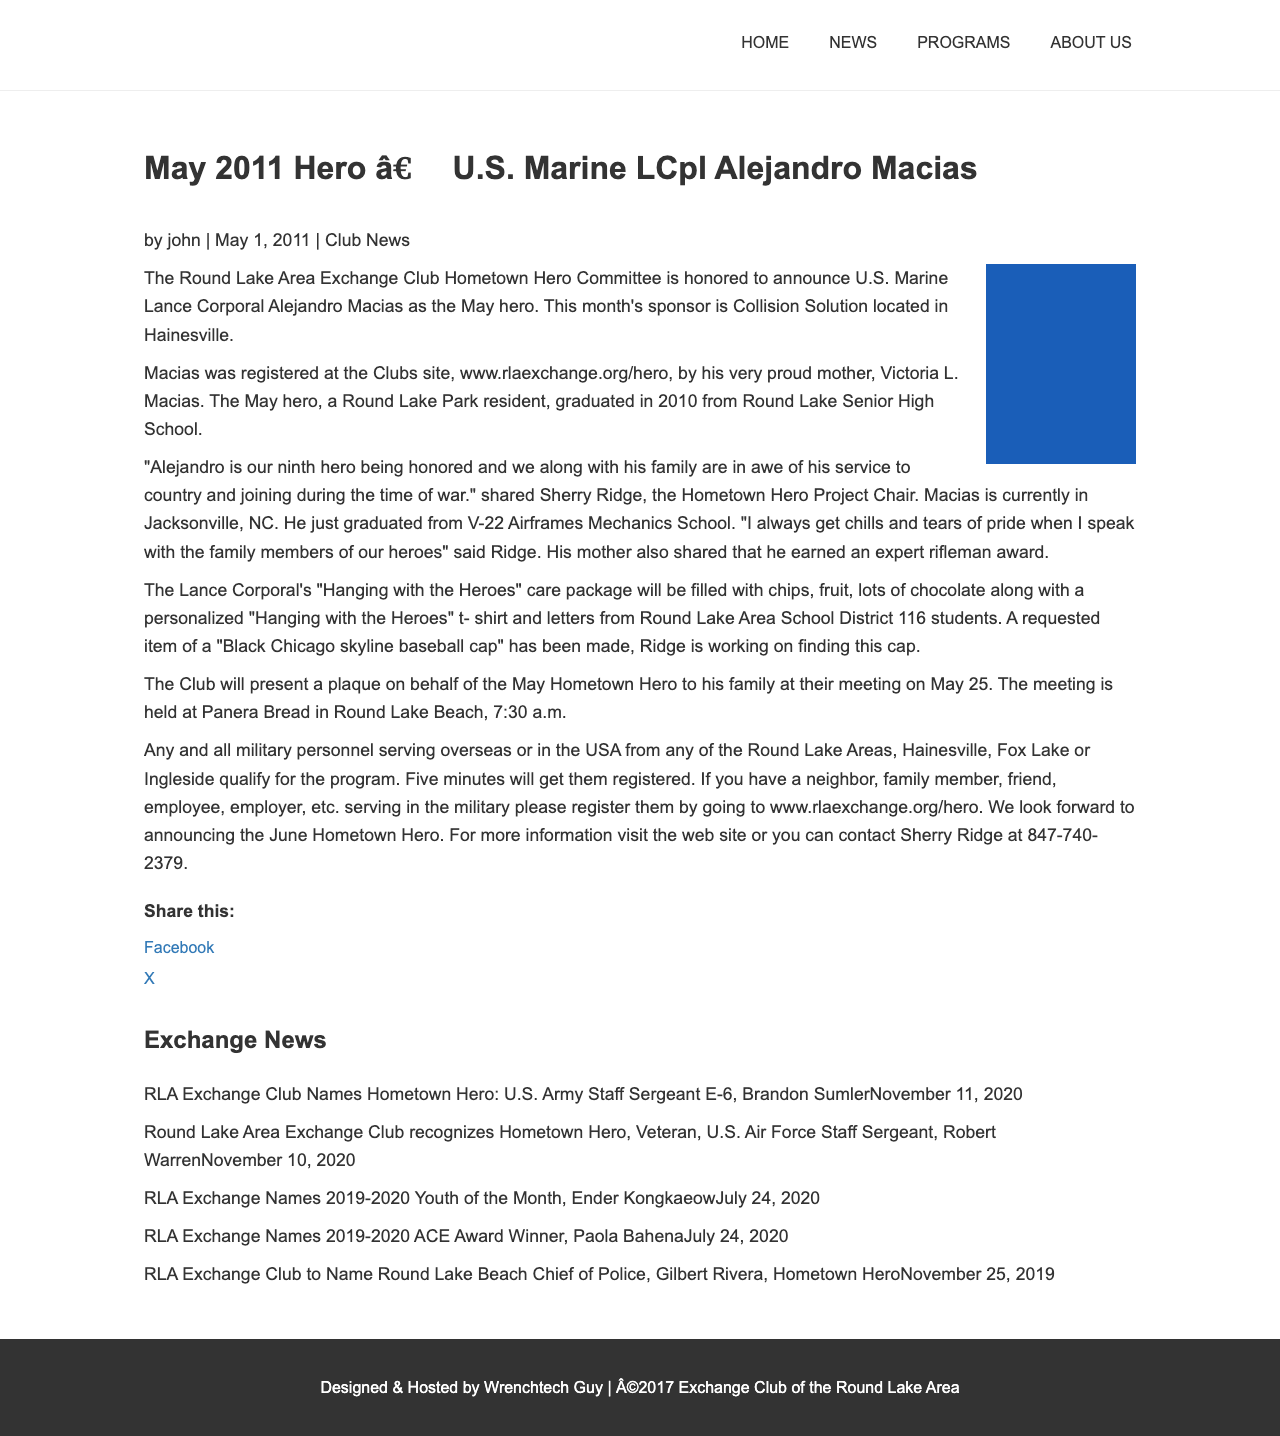 HOME NEWS PROGRAMS ABOUT US
May 2011 Hero â€ U.S. Marine LCpl Alejandro Macias
by john | May 1, 2011 | Club News
The Round Lake Area Exchange Club Hometown Hero Committee is honored to announce U.S. Marine
Lance Corporal Alejandro Macias as the May hero. This month's sponsor is Collision Solution located in
Hainesville.
Macias was registered at the Clubs site, www.rlaexchange.org/hero, by his very proud mother, Victoria L.
Macias. The May hero, a Round Lake Park resident, graduated in 2010 from Round Lake Senior High
School.
"Alejandro is our ninth hero being honored and we along with his family are in awe of his service to
country and joining during the time of war." shared Sherry Ridge, the Hometown Hero Project Chair. Macias is currently in
Jacksonville, NC. He just graduated from V-22 Airframes Mechanics School. "I always get chills and tears of pride when I speak
with the family members of our heroes" said Ridge. His mother also shared that he earned an expert rifleman award.
The Lance Corporal's "Hanging with the Heroes" care package will be filled with chips, fruit, lots of chocolate along with a
personalized "Hanging with the Heroes" t- shirt and letters from Round Lake Area School District 116 students. A requested
item of a "Black Chicago skyline baseball cap" has been made, Ridge is working on finding this cap.
The Club will present a plaque on behalf of the May Hometown Hero to his family at their meeting on May 25. The meeting is
held at Panera Bread in Round Lake Beach, 7:30 a.m.
Any and all military personnel serving overseas or in the USA from any of the Round Lake Areas, Hainesville, Fox Lake or
Ingleside qualify for the program. Five minutes will get them registered. If you have a neighbor, family member, friend,
employee, employer, etc. serving in the military please register them by going to www.rlaexchange.org/hero. We look forward to
announcing the June Hometown Hero. For more information visit the web site or you can contact Sherry Ridge at 847-740-
2379.
Share this:
Facebook
X
Exchange News
RLA Exchange Club Names Hometown Hero: U.S. Army Staff Sergeant E-6, Brandon SumlerNovember 11, 2020
Round Lake Area Exchange Club recognizes Hometown Hero, Veteran, U.S. Air Force Staff Sergeant, Robert
WarrenNovember 10, 2020
RLA Exchange Names 2019-2020 Youth of the Month, Ender KongkaeowJuly 24, 2020
RLA Exchange Names 2019-2020 ACE Award Winner, Paola BahenaJuly 24, 2020
RLA Exchange Club to Name Round Lake Beach Chief of Police, Gilbert Rivera, Hometown HeroNovember 25, 2019
Designed & Hosted by Wrenchtech Guy | Â©2017 Exchange Club of the Round Lake Area